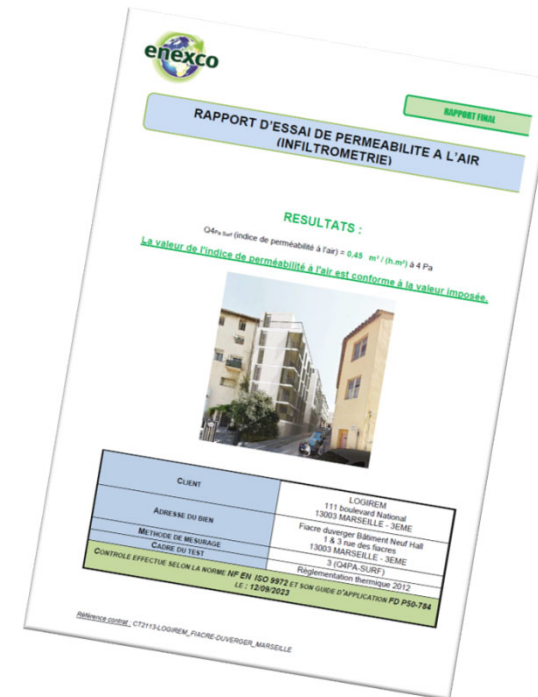 enexco
RAPPORT FINAL
RAPPORT D'ESSAI DE PERMEABILITE A L'AIR
(INFILTROMETRIE)
RESULTATS :
Q4Pa Surf (indice de perméabilité à l'air) = 0,45 m³ / (h.m²) à 4 Pa
La valeur de l'indice de perméabilité à l'air est conforme à la valeur imposée.
CLIENT
LOGIREM
111 boulevard National
13003 MARSEILLE - 3EME
ADRESSE DU BIEN
Fiacre duverger Bâtiment Neuf Hall
1 & 3 rue des fiacres
13003 MARSEILLE - 3EME
METHODE DE MESURAGE
3 (Q4PA-SURF)
CADRE DU TEST
Réglementation thermique 2012
CONTROLE EFFECTUE SELON LA NORME NF EN ISO 9972 ET SON GUIDE D'APPLICATION FD P50-784
LE : 12/09/2023
Référence contrat : CT2113-LOGIREM_FIACRE-DUVERGER_MARSEILLE